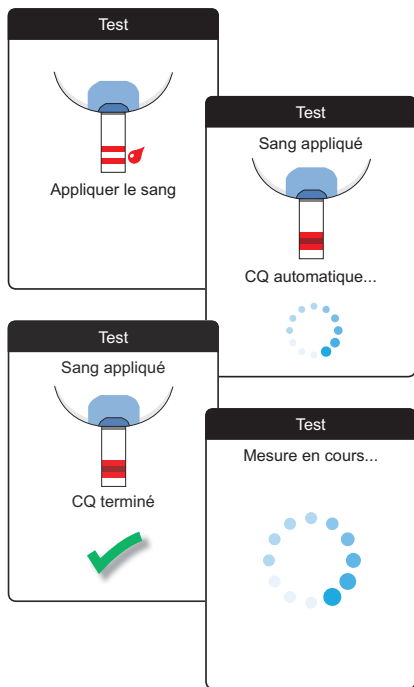 Test
Appliquer le sang
Test
Sang appliqué
CQ automatique...
Test
Sang appliqué
CQ terminé
Test
Mesure en cours...